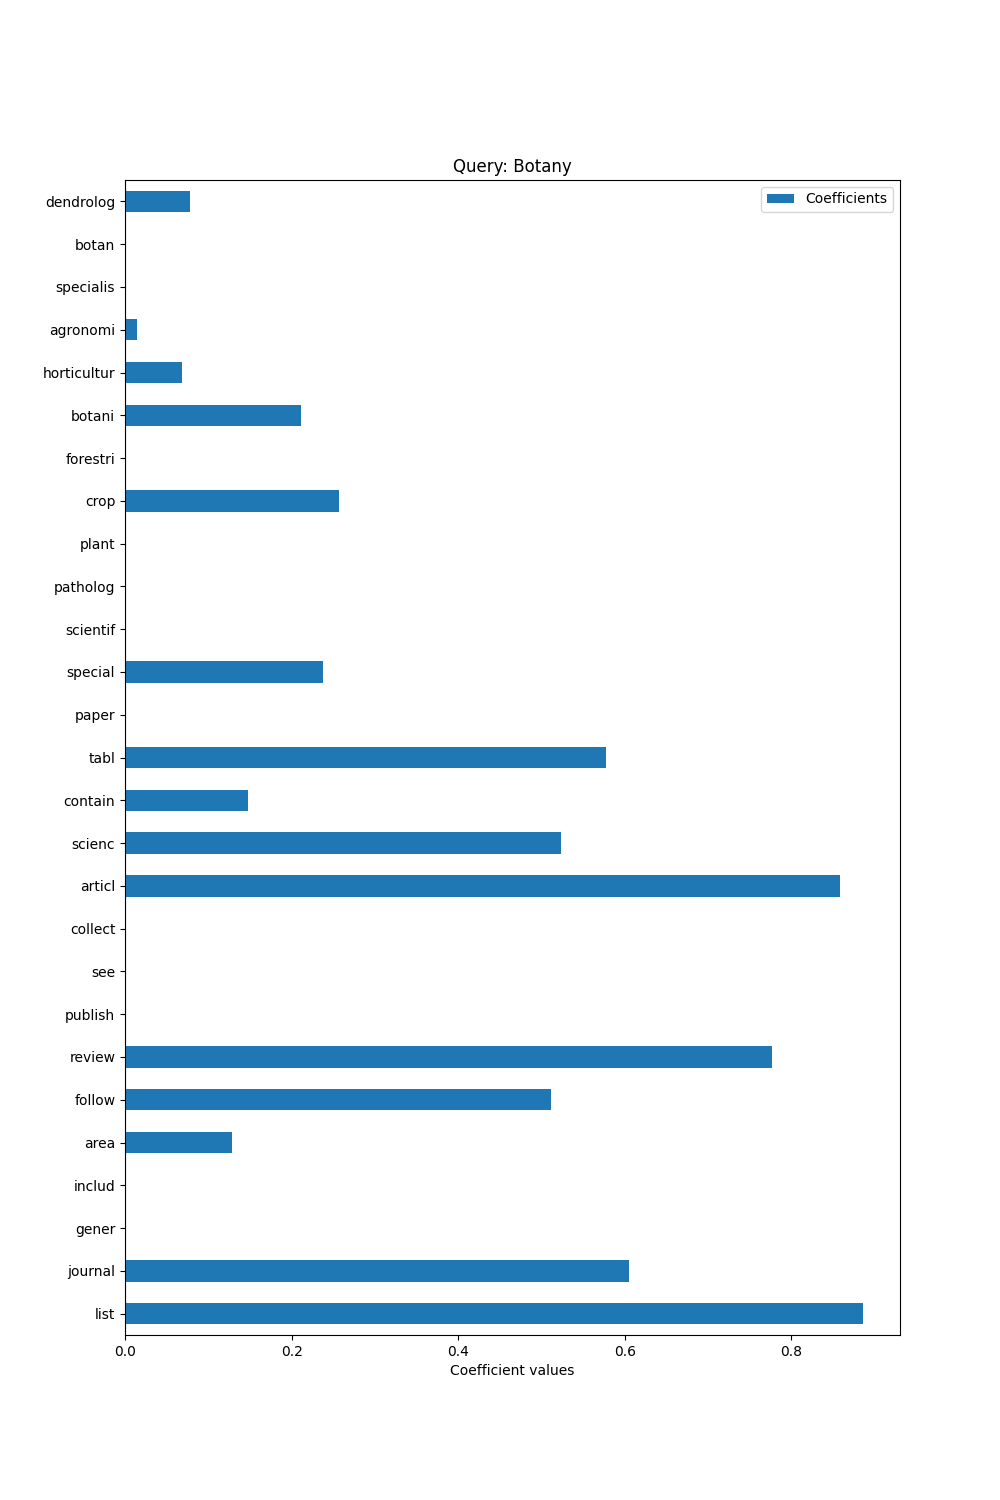 Query: Botany
Coefficients
dendrolog
botan
specialis
agronomi
horticultur
botani
forestri
crop
plant
patholog
scientif
special
paper
tabl
contain
scienc
articl
collect
see
publish
review
follow
area
includ
gener
journal
list
0.0 0.2 0.4 0.6 0.8
Coefficient values